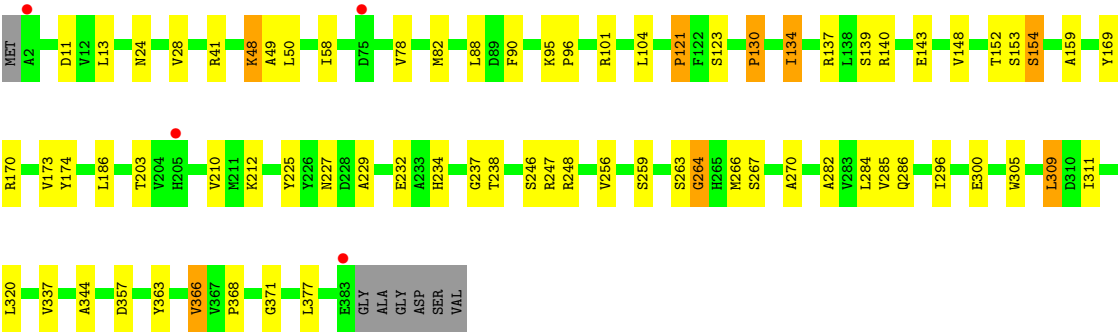 MET A2 D11 V12 L13 N24 V28 R41 K48 A49 L50 I58 D75 V78 M82 L88 D89 F90 K95 P96 R101 L104 P121 F122 S123 P130 I134 R137 L138 S139 R140 E143 V148 T152 S153 S154 A159 Y169
R170 V173 Y174 L186 T203 V204 H205 V210 M211 K212 Y225 Y226 N227 D228 A229 E232 A233 H234 G237 T238 S246 R247 R248 V256 S259 S263 G264 H265 M266 S267 A270 A282 V283 L284 V285 Q286 I296 E300 W305 L309 D310 I311
L320 V337 A344 D357 Y363 V366 V367 P368 G371 L377 E383 GLY ALA GLY ASP SER VAL